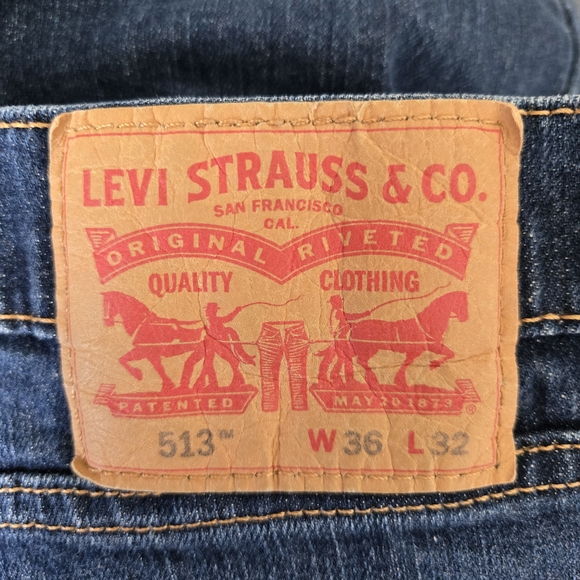 LEVI STRAUSS & CO.
SAN FRANCISCO
CAL.
ORIGINAL RIVETED
QUALITY CLOTHING
PATENTED MAY 20 1873 ®
513™ W 36 L 32